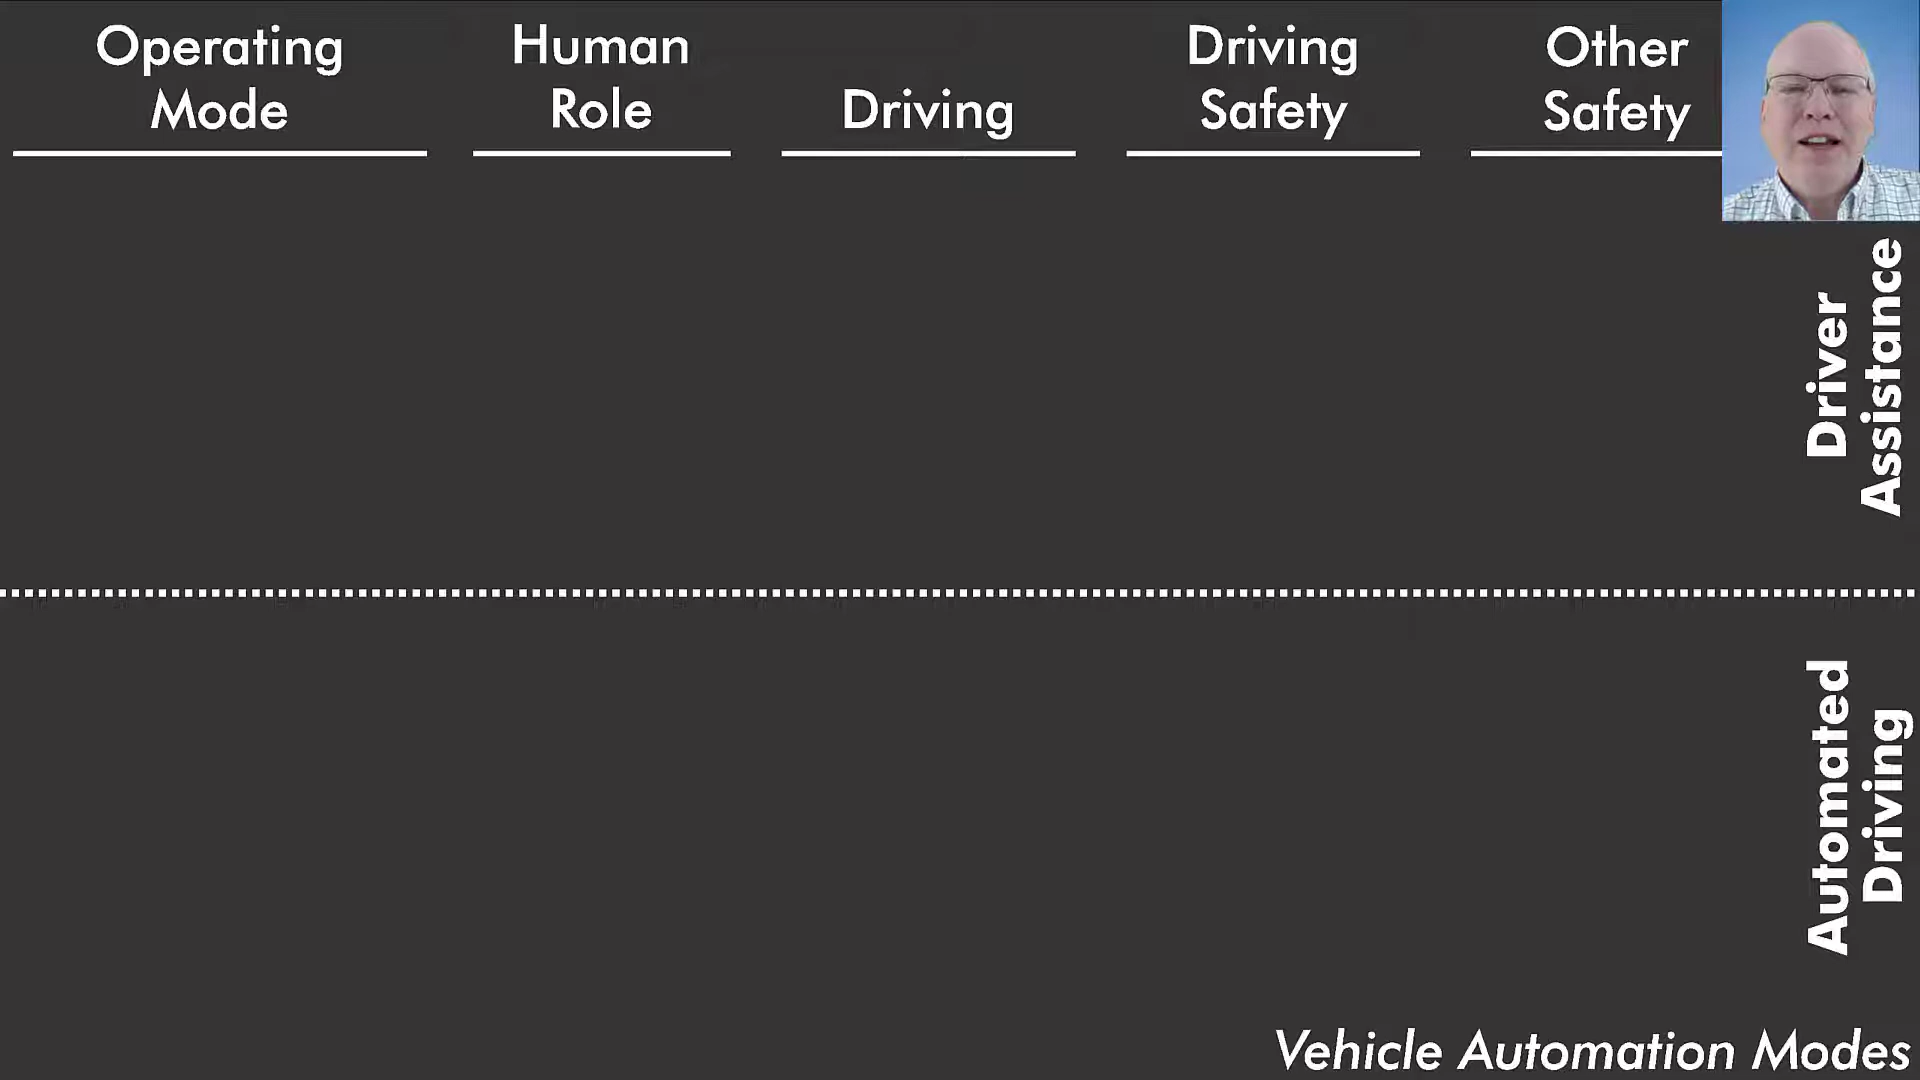 Operating
Mode
Human
Role
Driving
Driving
Safety
Other
Safety
Driver
Assistance
Automated
Driving
Vehicle Automation Modes